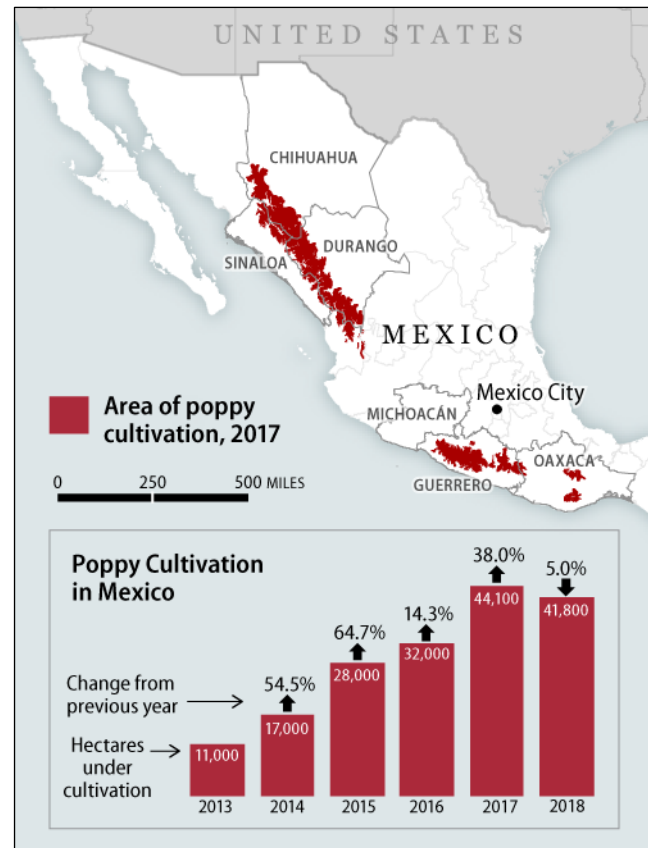 UNITED STATES
CHIHUAHUA
DURANGO
SINALOA
MEXICO
Mexico City
Area of poppy
cultivation, 2017
MICHOACÁN
OAXACA
0 250 500 MILES
GUERRERO
Poppy Cultivation
in Mexico
38.0%
5.0%
44,100
41,800
14.3%
64.7%
32,000
28,000
Change from
previous year
54.5%
17,000
Hectares
under
cultivation
11,000
2013 2014 2015 2016 2017 2018